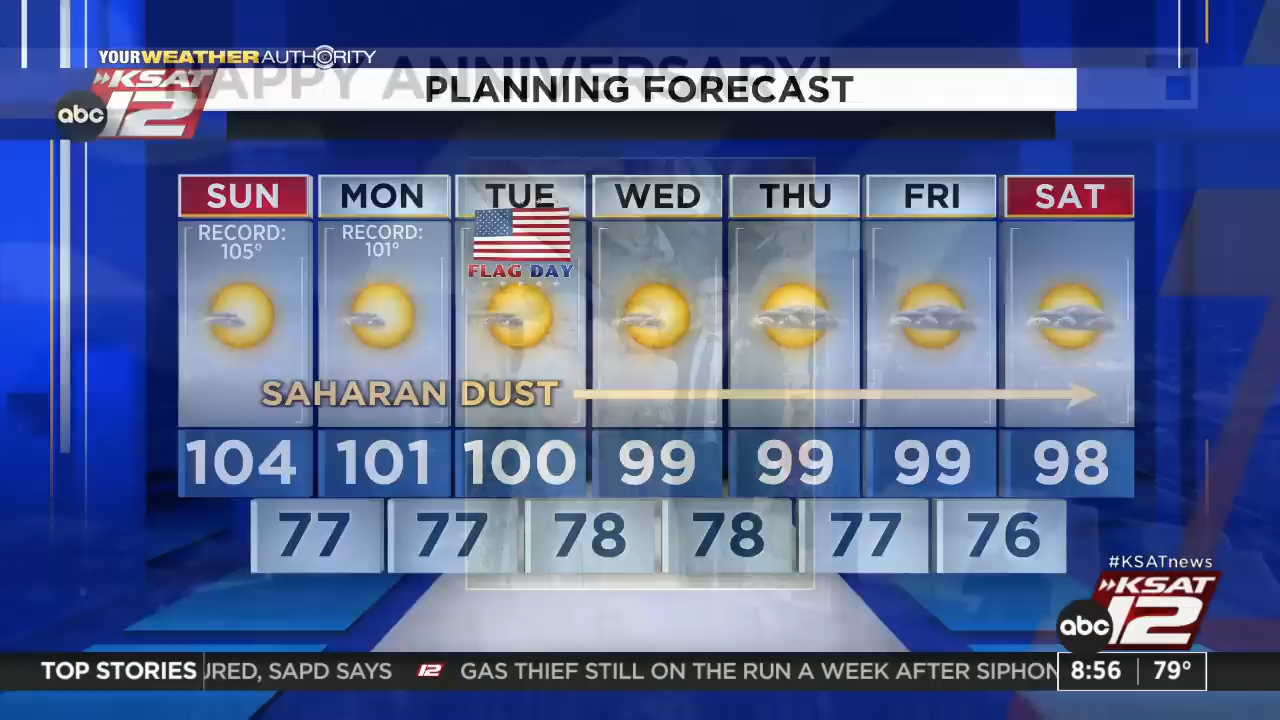 YOURWEATHERAUTHORITY
KSAT
abc 12
HAPPY ANNIVERSARY!
PLANNING FORECAST
SUN MON TUE WED THU FRI SAT
RECORD: RECORD:
105° 101°
FLAG DAY
SAHARAN DUST
104 101 100 99 99 99 98
77 77 78 78 77 76
#KSATnews
KSAT
abc 12
TOP STORIES URED, SAPD SAYS 12 GAS THIEF STILL ON THE RUN A WEEK AFTER SIPHON 8:56 79°